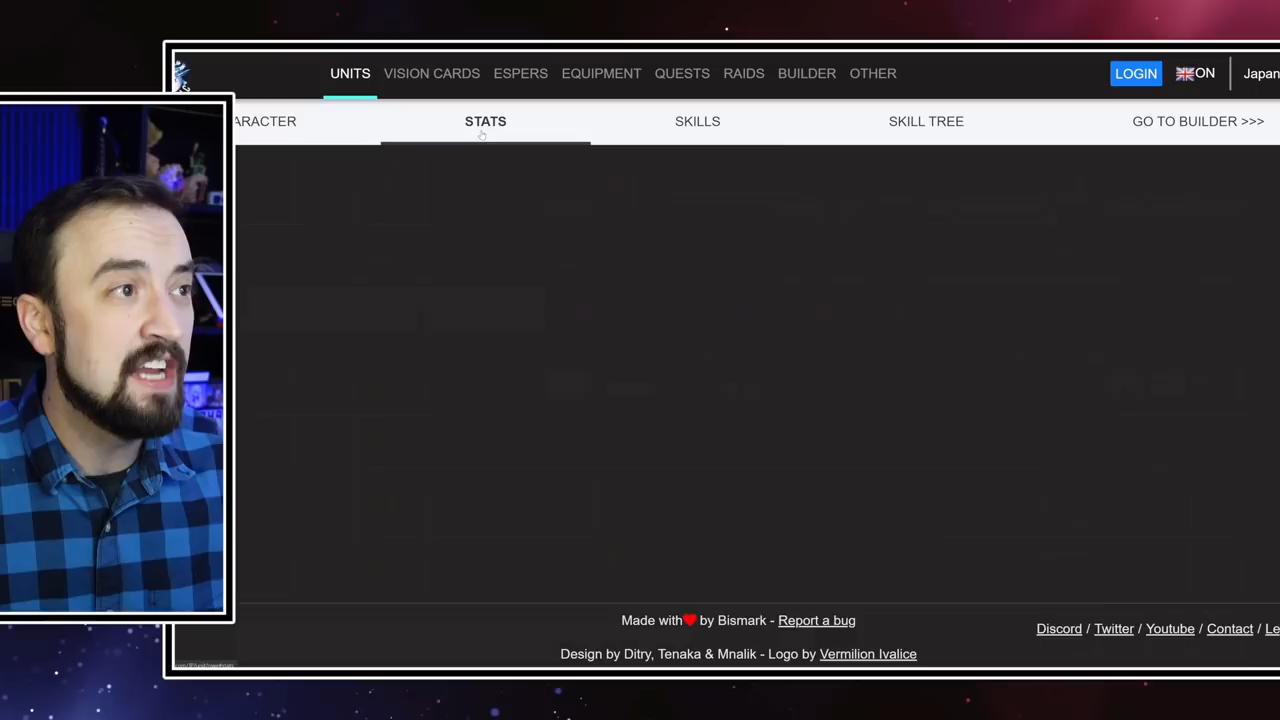 UNITS VISION CARDS ESPERS EQUIPMENT QUESTS RAIDS BUILDER OTHER LOGIN ON Japan
ARACTER STATS SKILLS SKILL TREE GO TO BUILDER >>>
Made with by Bismark - Report a bug
Discord / Twitter / Youtube / Contact / Le
Design by Ditry, Tenaka & Mnalik - Logo by Vermilion Ivalice